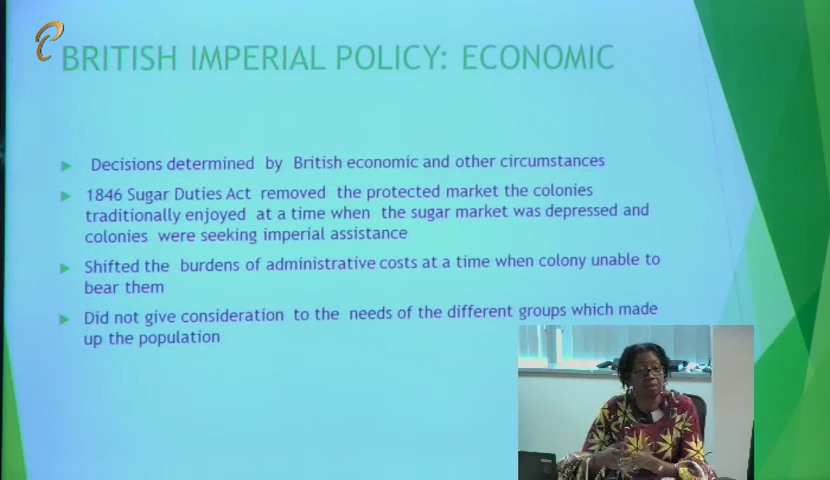 BRITISH IMPERIAL POLICY: ECONOMIC
Decisions determined by British economic and other circumstances
1846 Sugar Duties Act removed the protected market the colonies
traditionally enjoyed at a time when the sugar market was depressed and
colonies were seeking imperial assistance
Shifted the burdens of administrative costs at a time when colony unable to
bear them
Did not give consideration to the needs of the different groups which made
up the population